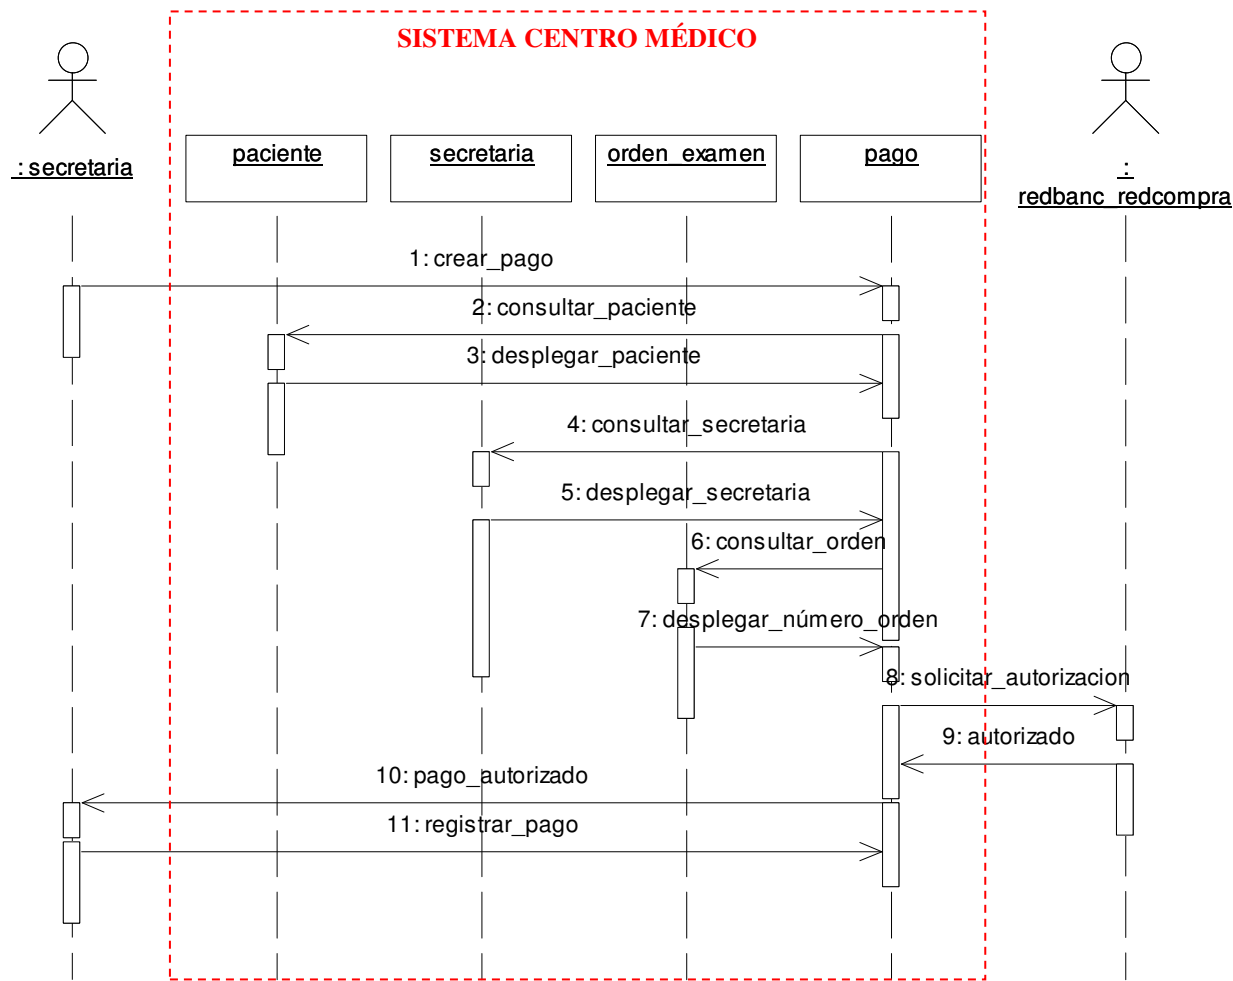 SISTEMA CENTRO MÉDICO
: secretaria
paciente
secretaria
orden_examen
pago
:
redbanc_redcompra
1: crear_pago
2: consultar_paciente
3: desplegar_paciente
4: consultar_secretaria
5: desplegar_secretaria
6: consultar_orden
7: desplegar_número_orden
8: solicitar_autorizacion
9: autorizado
10: pago_autorizado
11: registrar_pago